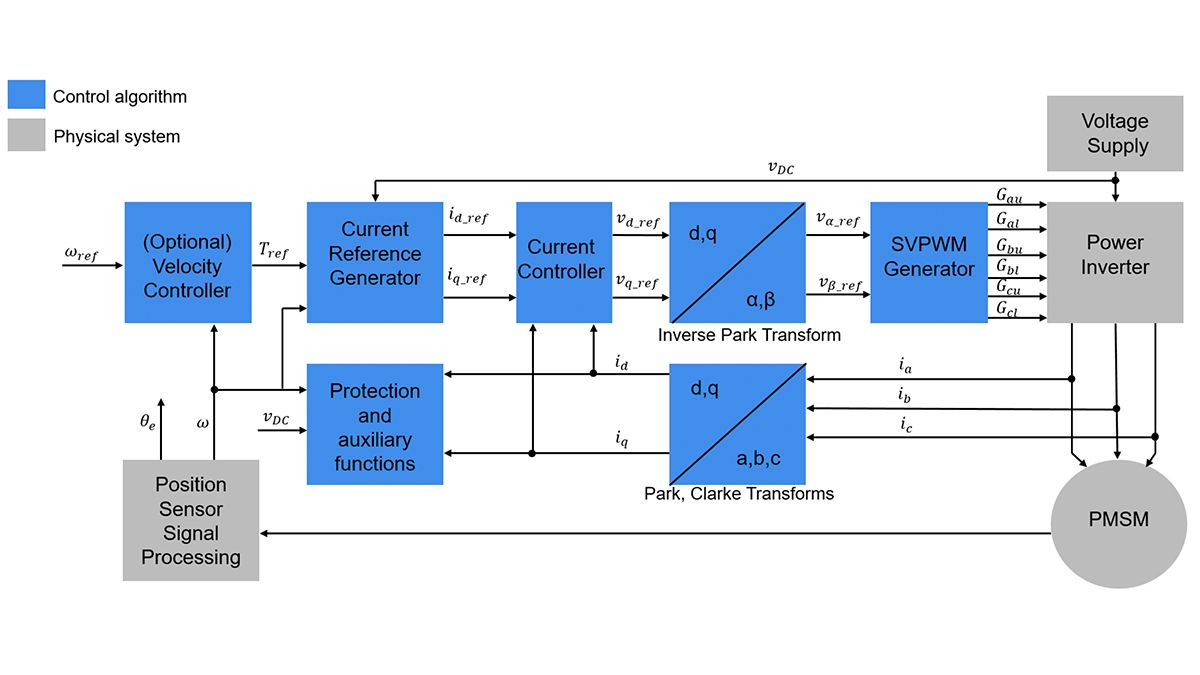 Control algorithm
Physical system
Voltage
Supply
v_DC
ω_ref
(Optional)
Velocity
Controller
T_ref
Current
Reference
Generator
i_d_ref
i_q_ref
Current
Controller
v_d_ref
v_q_ref
d,q
α,β
Inverse Park Transform
v_α_ref
v_β_ref
SVPWM
Generator
G_au
G_al
G_bu
G_bl
G_cu
G_cl
Power
Inverter
θ_e
ω
v_DC
Protection
and
auxiliary
functions
i_d
i_q
d,q
a,b,c
Park, Clarke Transforms
i_a
i_b
i_c
Position
Sensor
Signal
Processing
PMSM